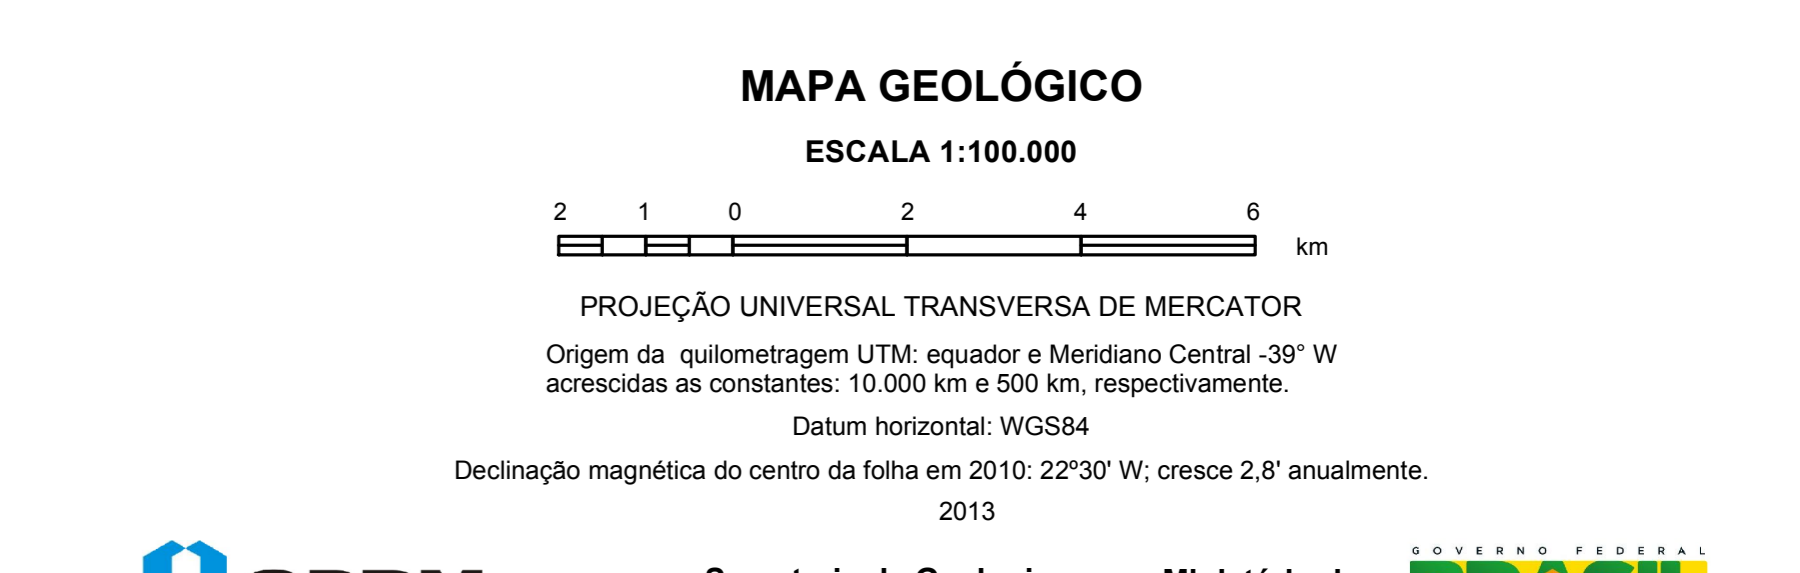 MAPA GEOLÓGICO
ESCALA 1:100.000
2 1 0 2 4 6
km
PROJEÇÃO UNIVERSAL TRANSVERSA DE MERCATOR
Origem da quilometragem UTM: equador e Meridiano Central -39° W
acrescidas as constantes: 10.000 km e 500 km, respectivamente.
Datum horizontal: WGS84
Declinação magnética do centro da folha em 2010: 22º30' W; cresce 2,8' anualmente.
2013
GOVERNO FEDERAL